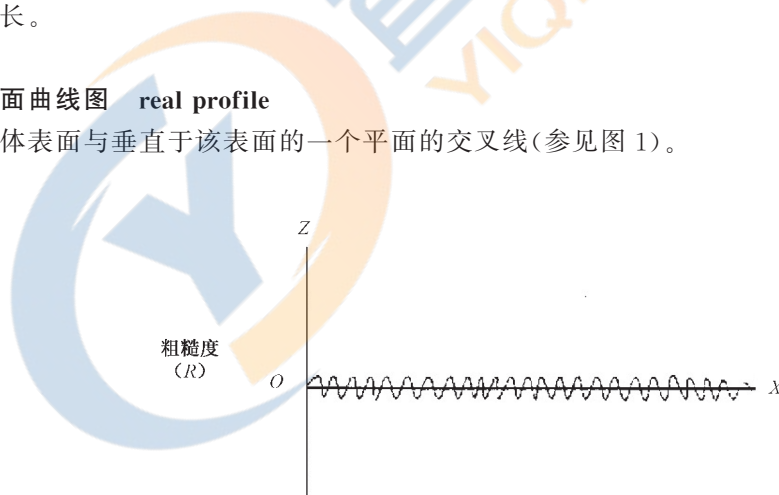 长。
面曲线图 real profile
体表面与垂直于该表面的一个平面的交叉线(参见图 1)。
Z
粗糙度
(R)
O
X
YIQI